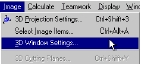 Image Calculate Teamwork Display Wind
3D Projection Settings... Ctrl+Shift+3
Select Image Items... Ctrl+Alt+A
3D Window Settings...
3D Cutting Planes...